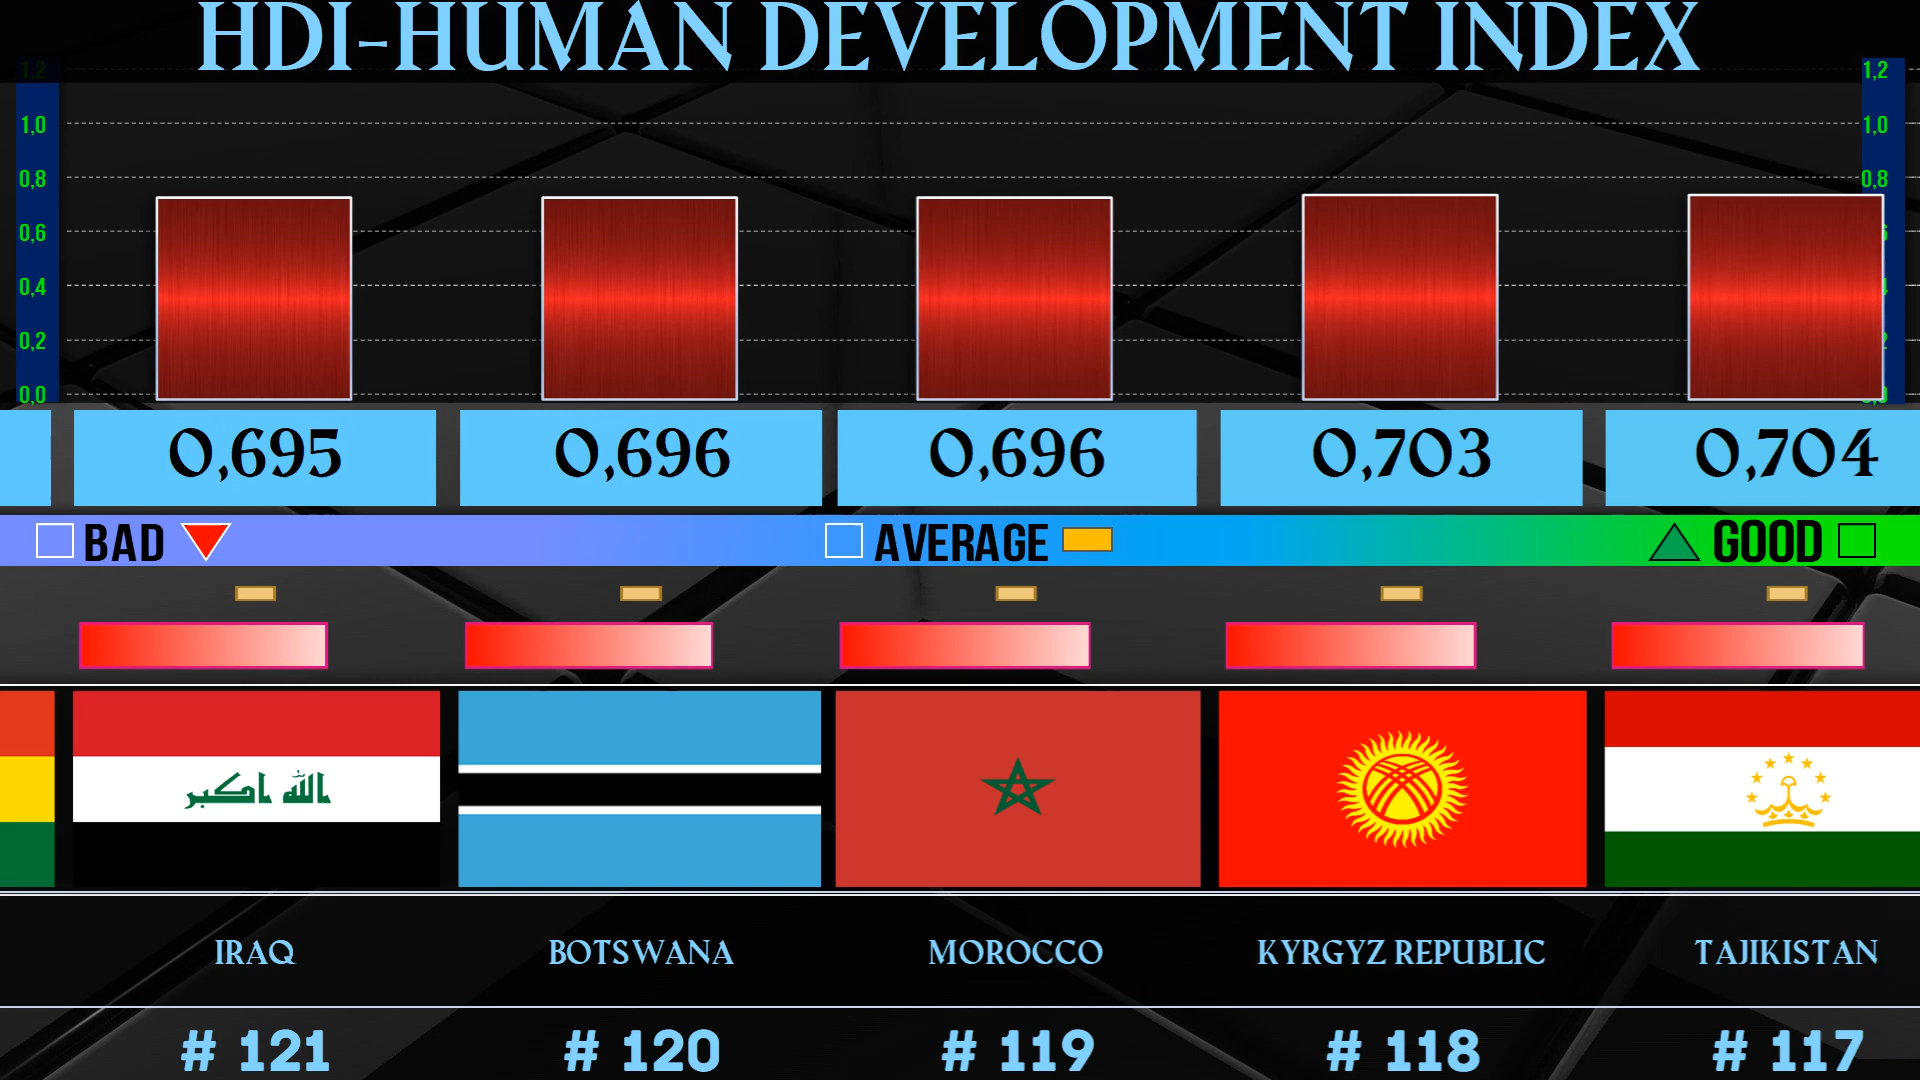 HDI-HUMAN DEVELOPMENT INDEX
1,2 1,2
1,0 1,0
0,8 0,8
0,6
0,4
0,2
0,0
0,695 0,696 0,696 0,703 0,704
BAD AVERAGE GOOD
الله اكبر
IRAQ BOTSWANA MOROCCO KYRGYZ REPUBLIC TAJIKISTAN
# 121 # 120 # 119 # 118 # 117